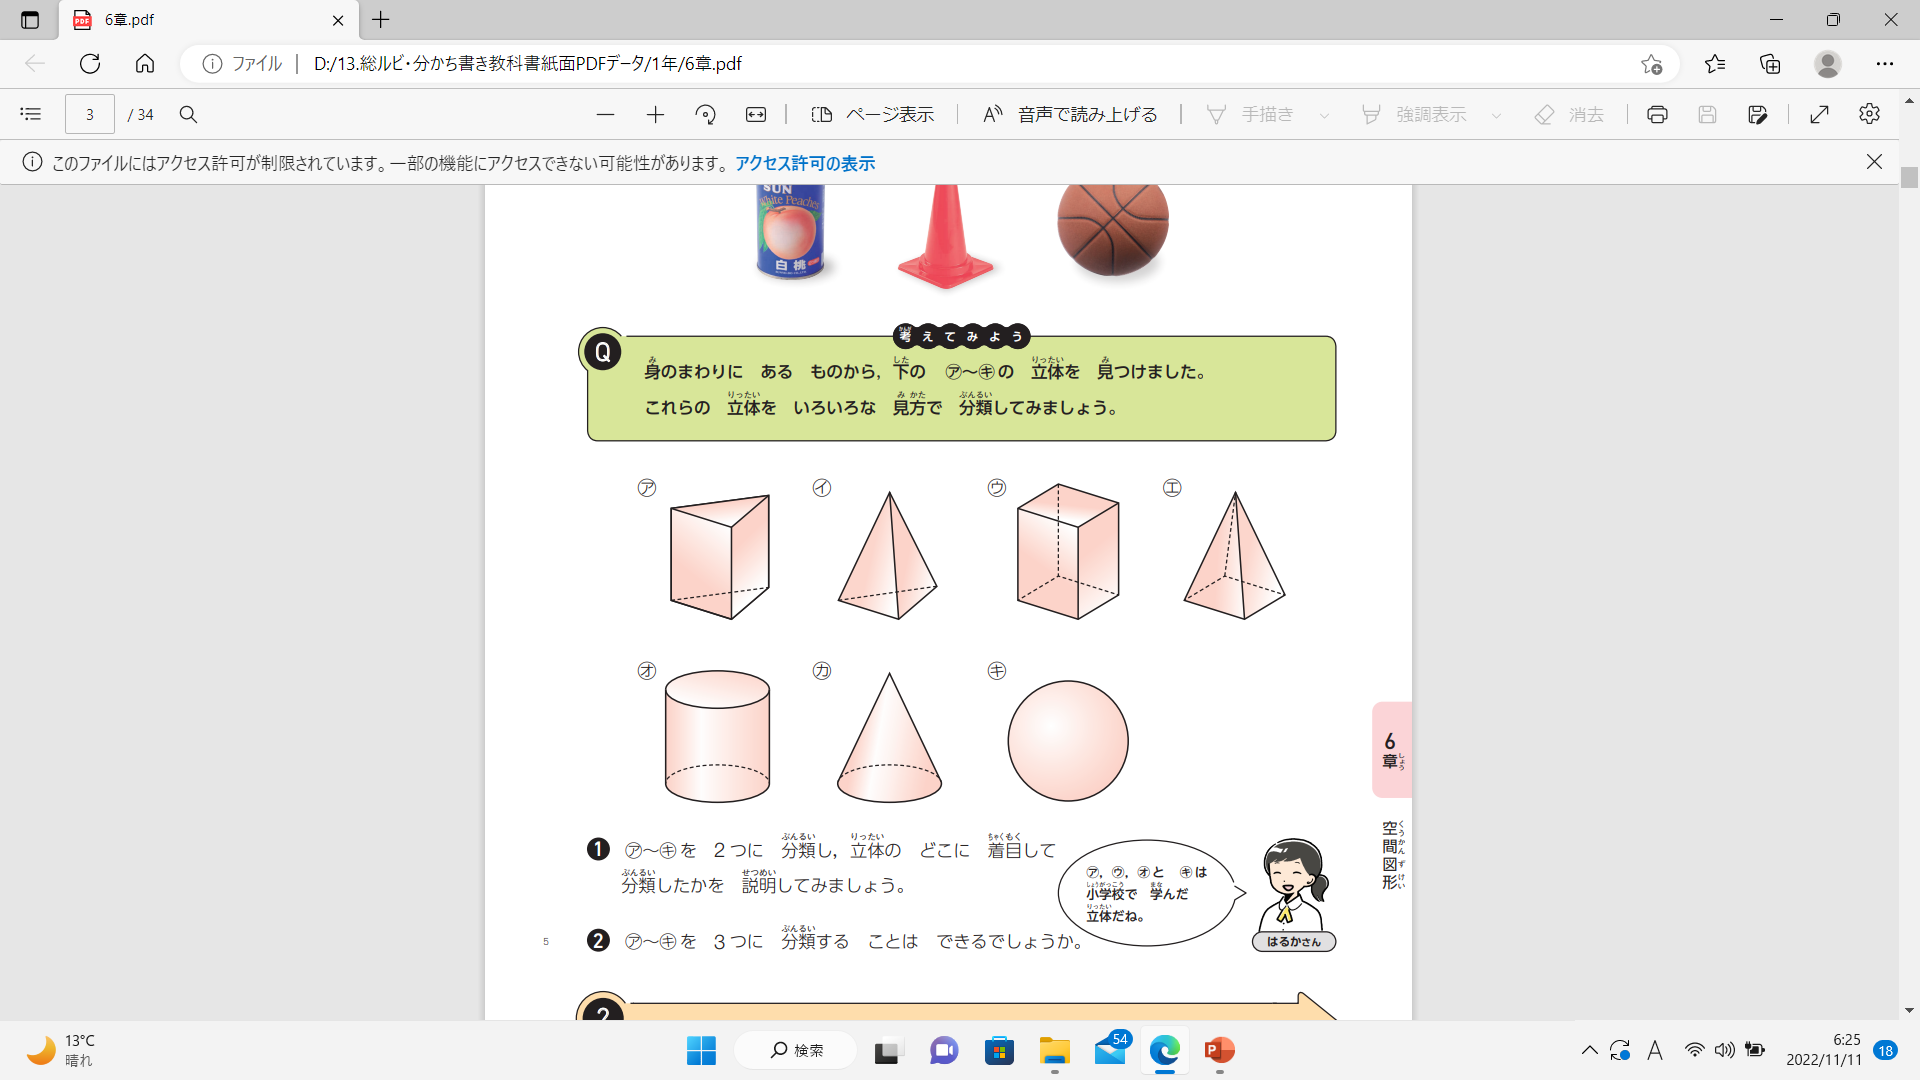 6章.pdf
ファイル D:/13.総ルビ・分かち書き教科書紙面PDFデータ/1年/6章.pdf
3 / 34 ページ表示 音声で読み上げる 手描き 強調表示 消去
このファイルにはアクセス許可が制限されています。一部の機能にアクセスできない可能性があります。 アクセス許可の表示
SUN
White Peaches
白桃
考えてみよう
Q
身のまわりに ある ものから, 下の ㋐〜㋖の 立体を 見つけました。
これらの 立体を いろいろな 見方で 分類してみましょう。
㋐ ㋑ ㋒ ㋓
㋔ ㋕ ㋖
6章
空間図形
❶ ㋐〜㋖を 2つに 分類し, 立体の どこに 着目して
分類したかを 説明してみましょう。
㋐, ㋒, ㋔と ㋖は
小学校で 学んだ
立体だね。
はるかさん
5
❷ ㋐〜㋖を 3つに 分類する ことは できるでしょうか。
?
13°C
晴れ
検索
54
A
6:25
2022/11/11
18